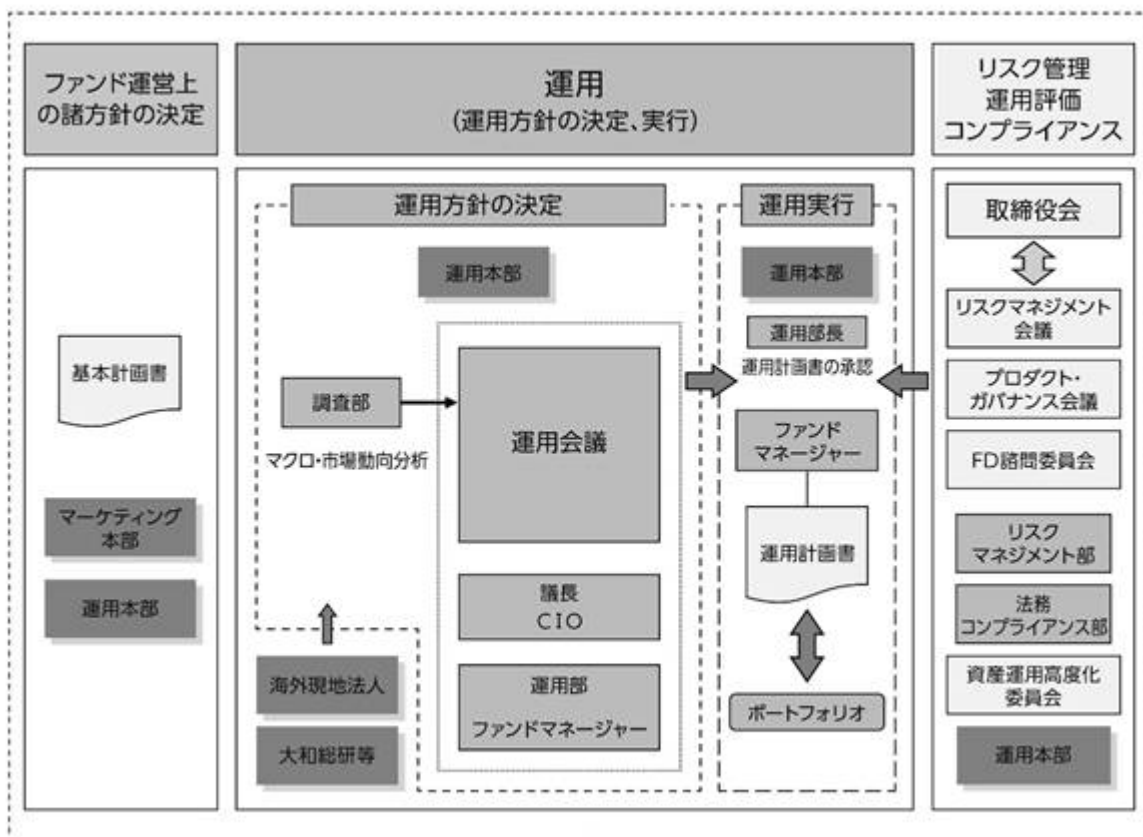 ファンド運営上
の諸方針の決定
運用
(運用方針の決定、実行)
リスク管理
運用評価
コンプライアンス
基本計画書
マーケティング
本部
運用本部
運用方針の決定
運用本部
調査部
マクロ・市場動向分析
運用会議
議長
CIO
運用部
ファンドマネージャー
海外現地法人
大和総研等
運用実行
運用本部
運用部長
運用計画書の承認
ファンド
マネージャー
運用計画書
ポートフォリオ
取締役会
リスクマネジメント
会議
プロダクト・
ガバナンス会議
FD諮問委員会
リスク
マネジメント部
法務
コンプライアンス部
資産運用高度化
委員会
運用本部